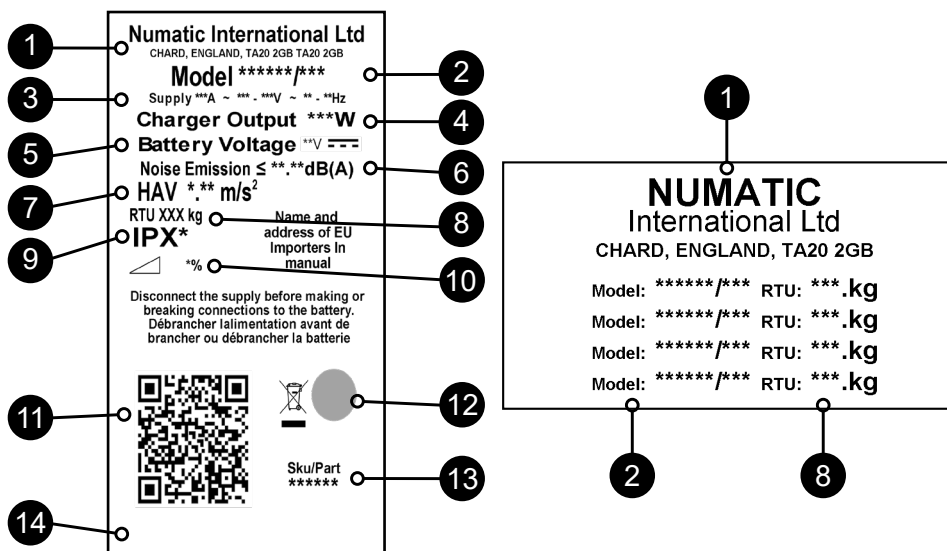 1
Numatic International Ltd
CHARD, ENGLAND, TA20 2GB TA20 2GB
Model ******/***
2
3
Supply ***A ~ *** - ***V ~ ** - **Hz
Charger Output ***W
4
5
Battery Voltage **V
Noise Emission ≤ **.**dB(A)
6
7
HAV *.** m/s²
RTU XXX kg
8
9
IPX*
Name and
address of EU
Importers In
manual
*%
10
Disconnect the supply before making or
breaking connections to the battery.
Débrancher lalimentation avant de
brancher ou débrancher la batterie
11
12
Sku/Part
******
13
14
1
NUMATIC
International Ltd
CHARD, ENGLAND, TA20 2GB
Model: ******/*** RTU: ***.kg
Model: ******/*** RTU: ***.kg
Model: ******/*** RTU: ***.kg
Model: ******/*** RTU: ***.kg
2
8